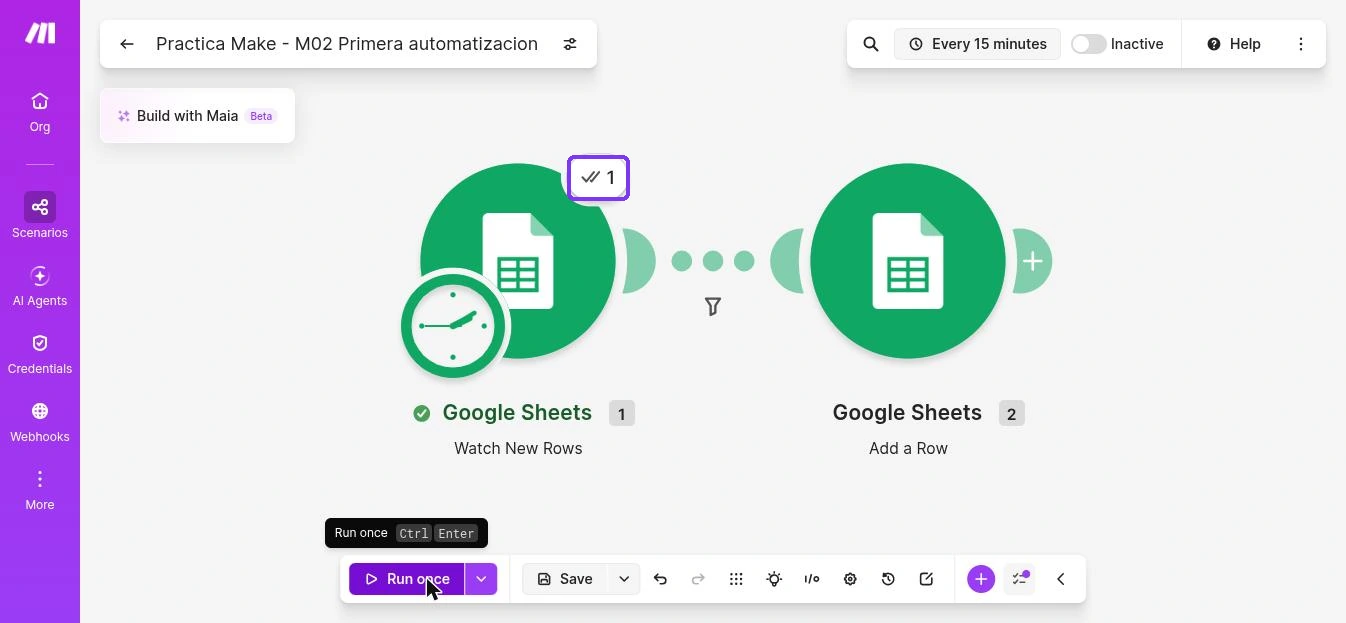 Practica Make - M02 Primera automatizacion
Every 15 minutes
Inactive
Help
Build with Maia Beta
Org
Scenarios
AI Agents
Credentials
Webhooks
More
1
Google Sheets 1
Watch New Rows
Google Sheets 2
Add a Row
Run once Ctrl Enter
Run once
Save